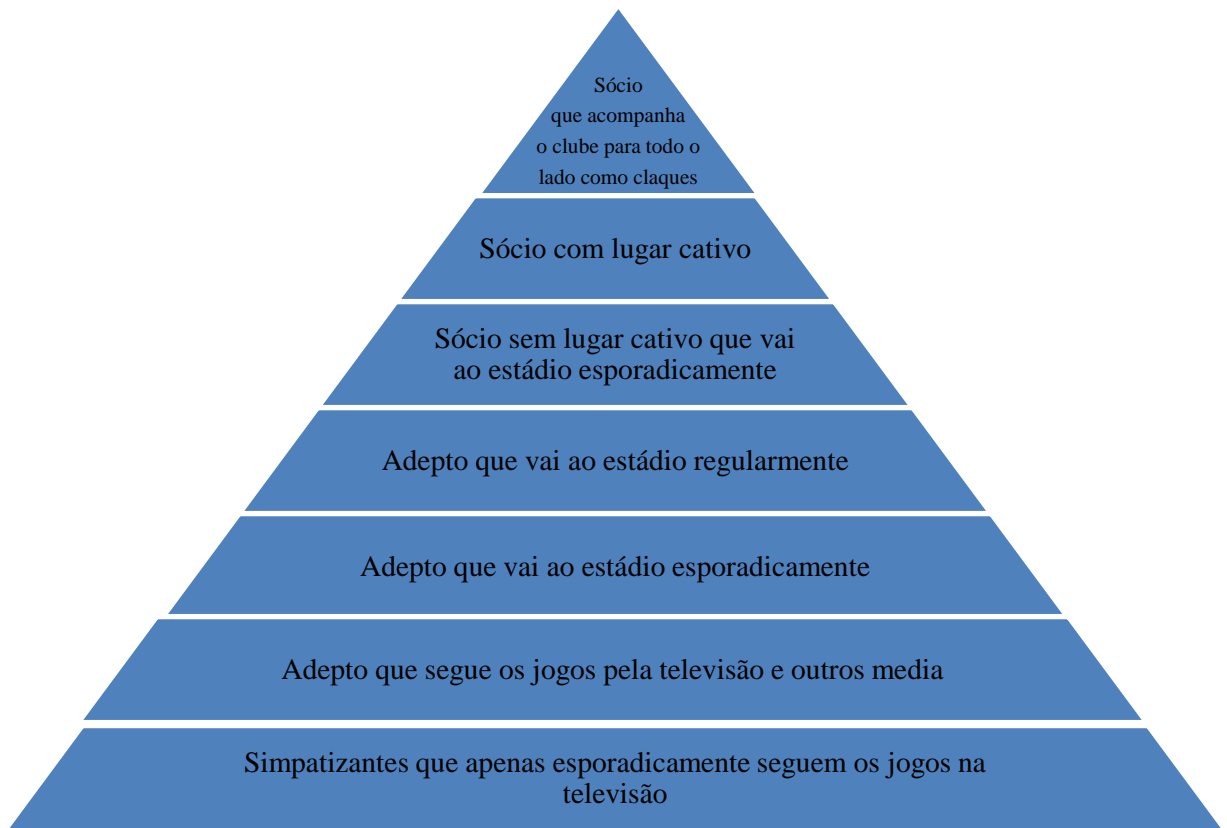 Sócio
que acompanha
o clube para todo o
lado como claques
Sócio com lugar cativo
Sócio sem lugar cativo que vai
ao estádio esporadicamente
Adepto que vai ao estádio regularmente
Adepto que vai ao estádio esporadicamente
Adepto que segue os jogos pela televisão e outros media
Simpatizantes que apenas esporadicamente seguem os jogos na
televisão